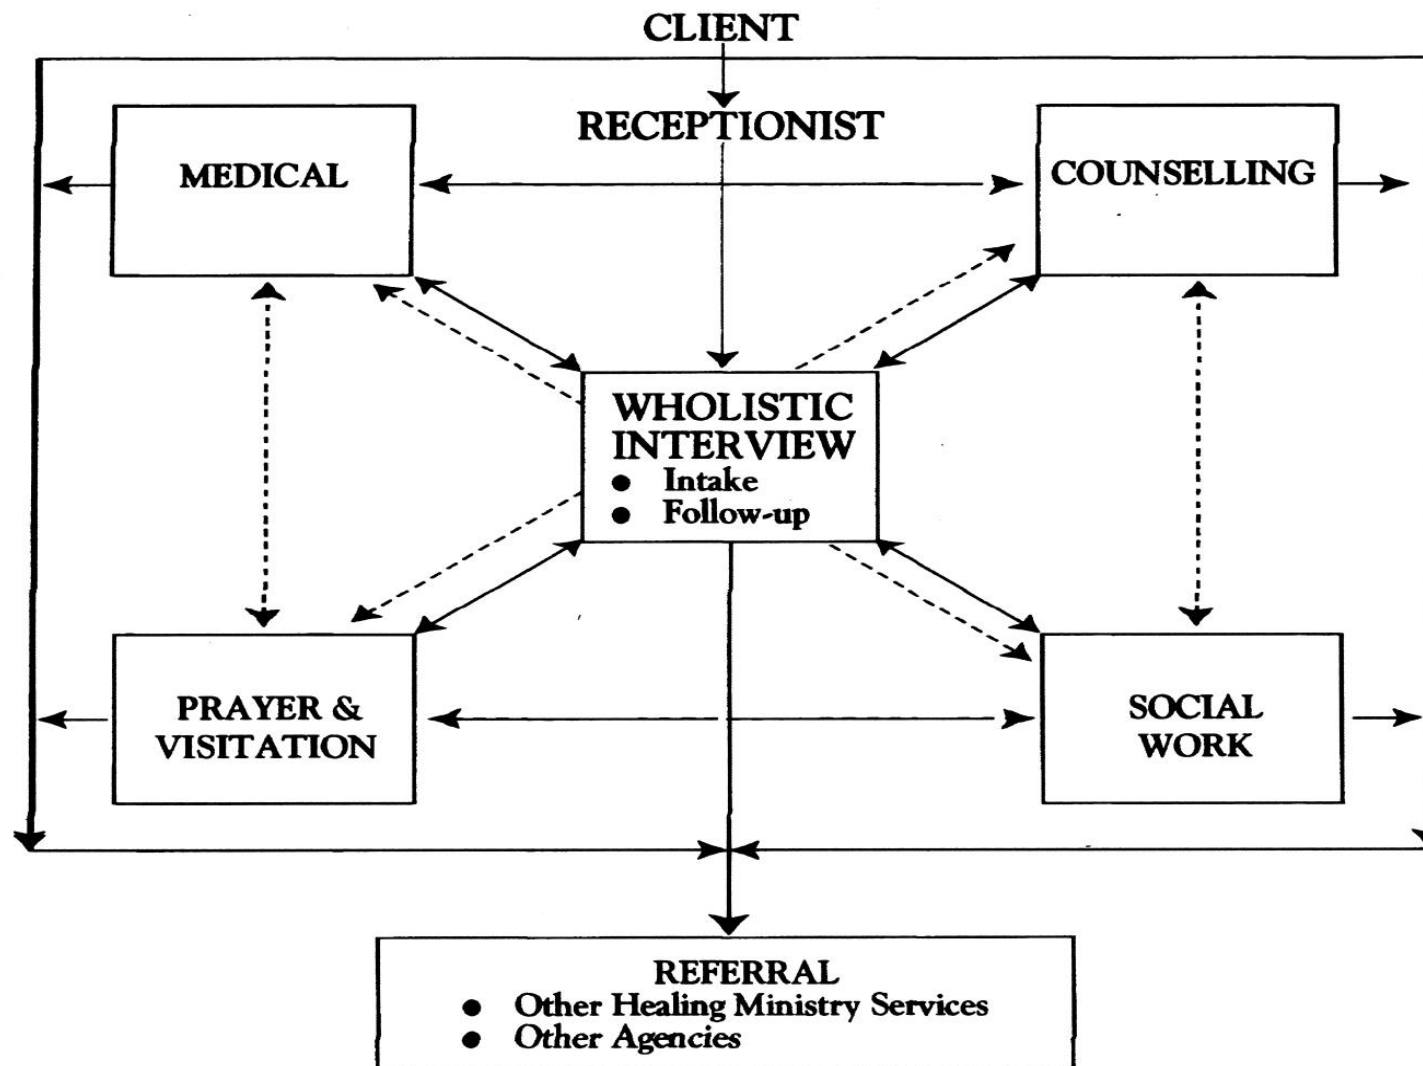 CLIENT
RECEPTIONIST
MEDICAL
COUNSELLING
WHOLISTIC
INTERVIEW
● Intake
● Follow-up
PRAYER &
VISITATION
SOCIAL
WORK
REFERRAL
● Other Healing Ministry Services
● Other Agencies